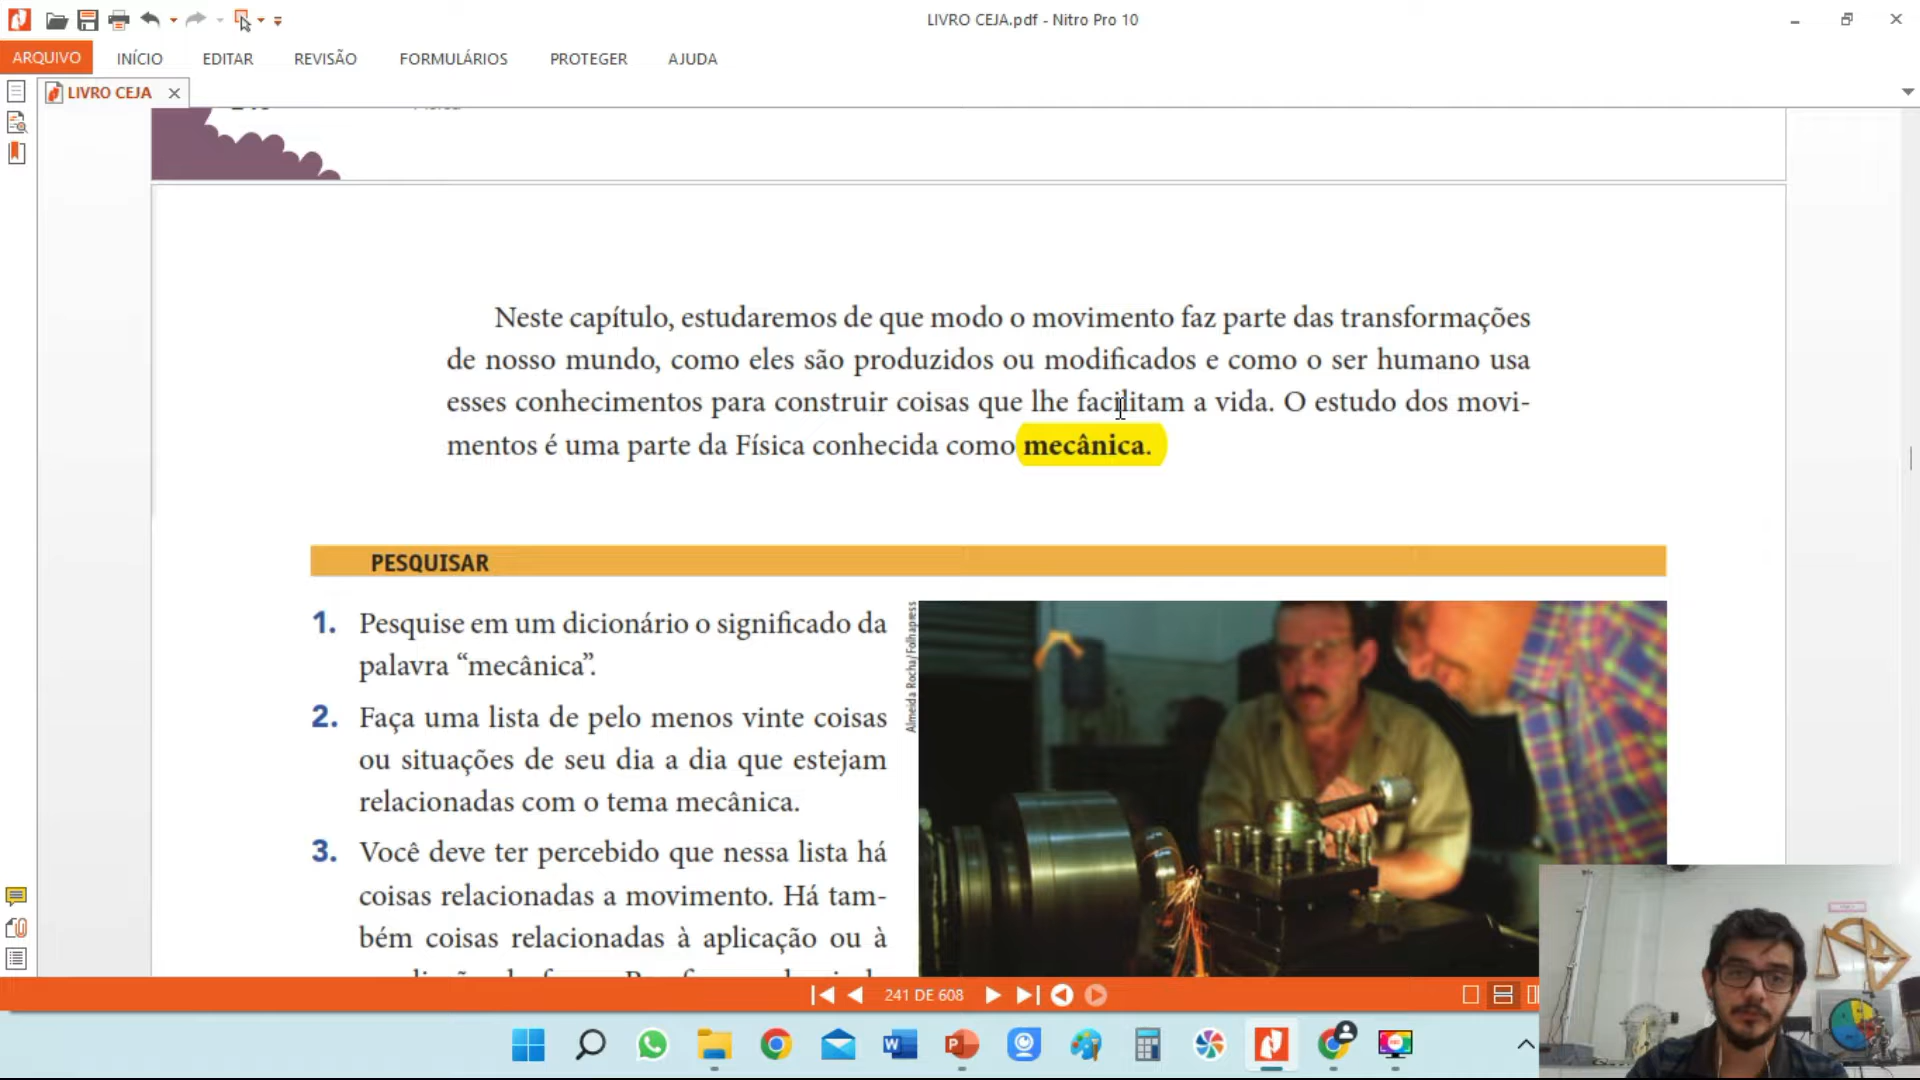 LIVRO CEJA.pdf - Nitro Pro 10
ARQUIVO INÍCIO EDITAR REVISÃO FORMULÁRIOS PROTEGER AJUDA
LIVRO CEJA
Neste capítulo, estudaremos de que modo o movimento faz parte das transformações
de nosso mundo, como eles são produzidos ou modificados e como o ser humano usa
esses conhecimentos para construir coisas que lhe facilitam a vida. O estudo dos movi-
mentos é uma parte da Física conhecida como mecânica.
PESQUISAR
1. Pesquise em um dicionário o significado da
palavra “mecânica”.
2. Faça uma lista de pelo menos vinte coisas
ou situações de seu dia a dia que estejam
relacionadas com o tema mecânica.
3. Você deve ter percebido que nessa lista há
coisas relacionadas a movimento. Há tam-
bém coisas relacionadas à aplicação ou à
Almeida Rocha/Folhapress
241 DE 608